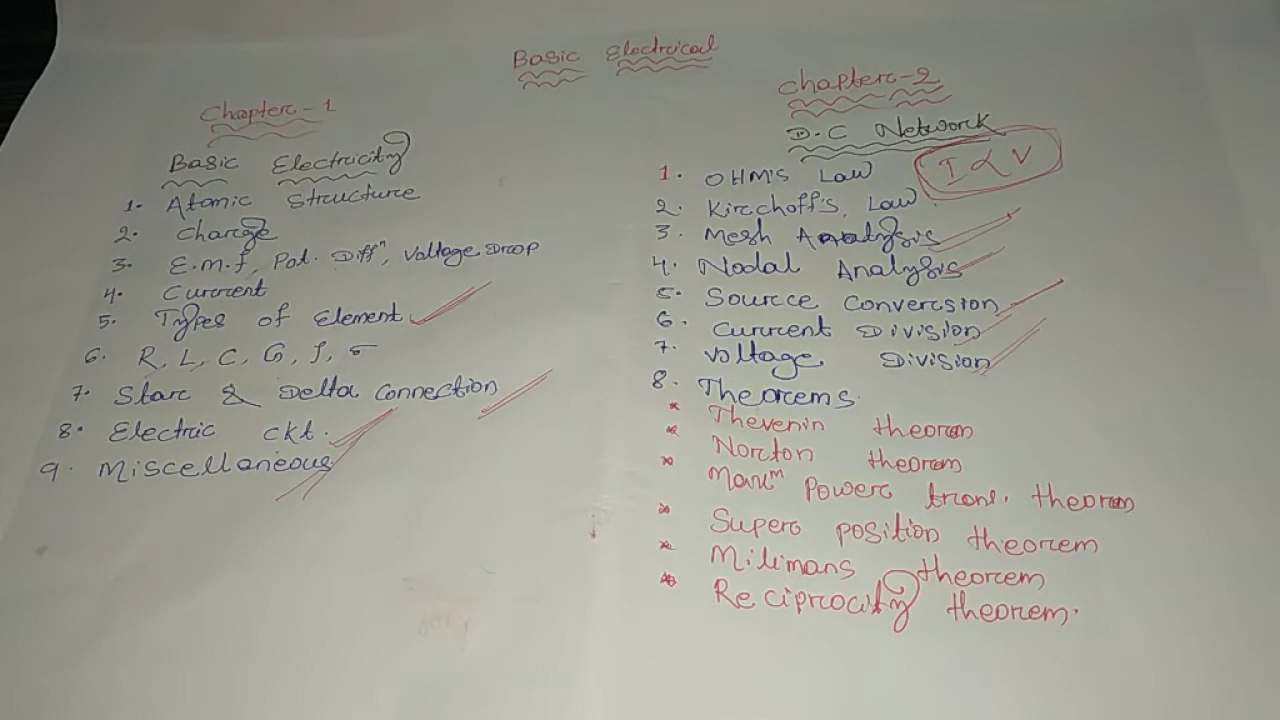 Basic Electrical
Chapter-1
Basic Electricity
1. Atomic Structure
2. Charge
3. E.m.f, Pot. Diffⁿ, Voltage Drop
4. Current
5. Types of Element
6. R, L, C, G, ρ, σ
7. Star & Delta Connection
8. Electric ckt.
9. Miscellaneous
Chapter-2
D.C Network
I ∝ V
1. OHM'S Law
2. Kirchoff's Law
3. Mesh Analysis
4. Nodal Analysis
5. Source Conversion
6. Current Division
7. Voltage Division
8. Theorems
* Thevenin theorem
* Norton theorem
* Maxᵐ Power trans. theorem
* Super position theorem
* Milimans theorem
* Reciprocity theorem.